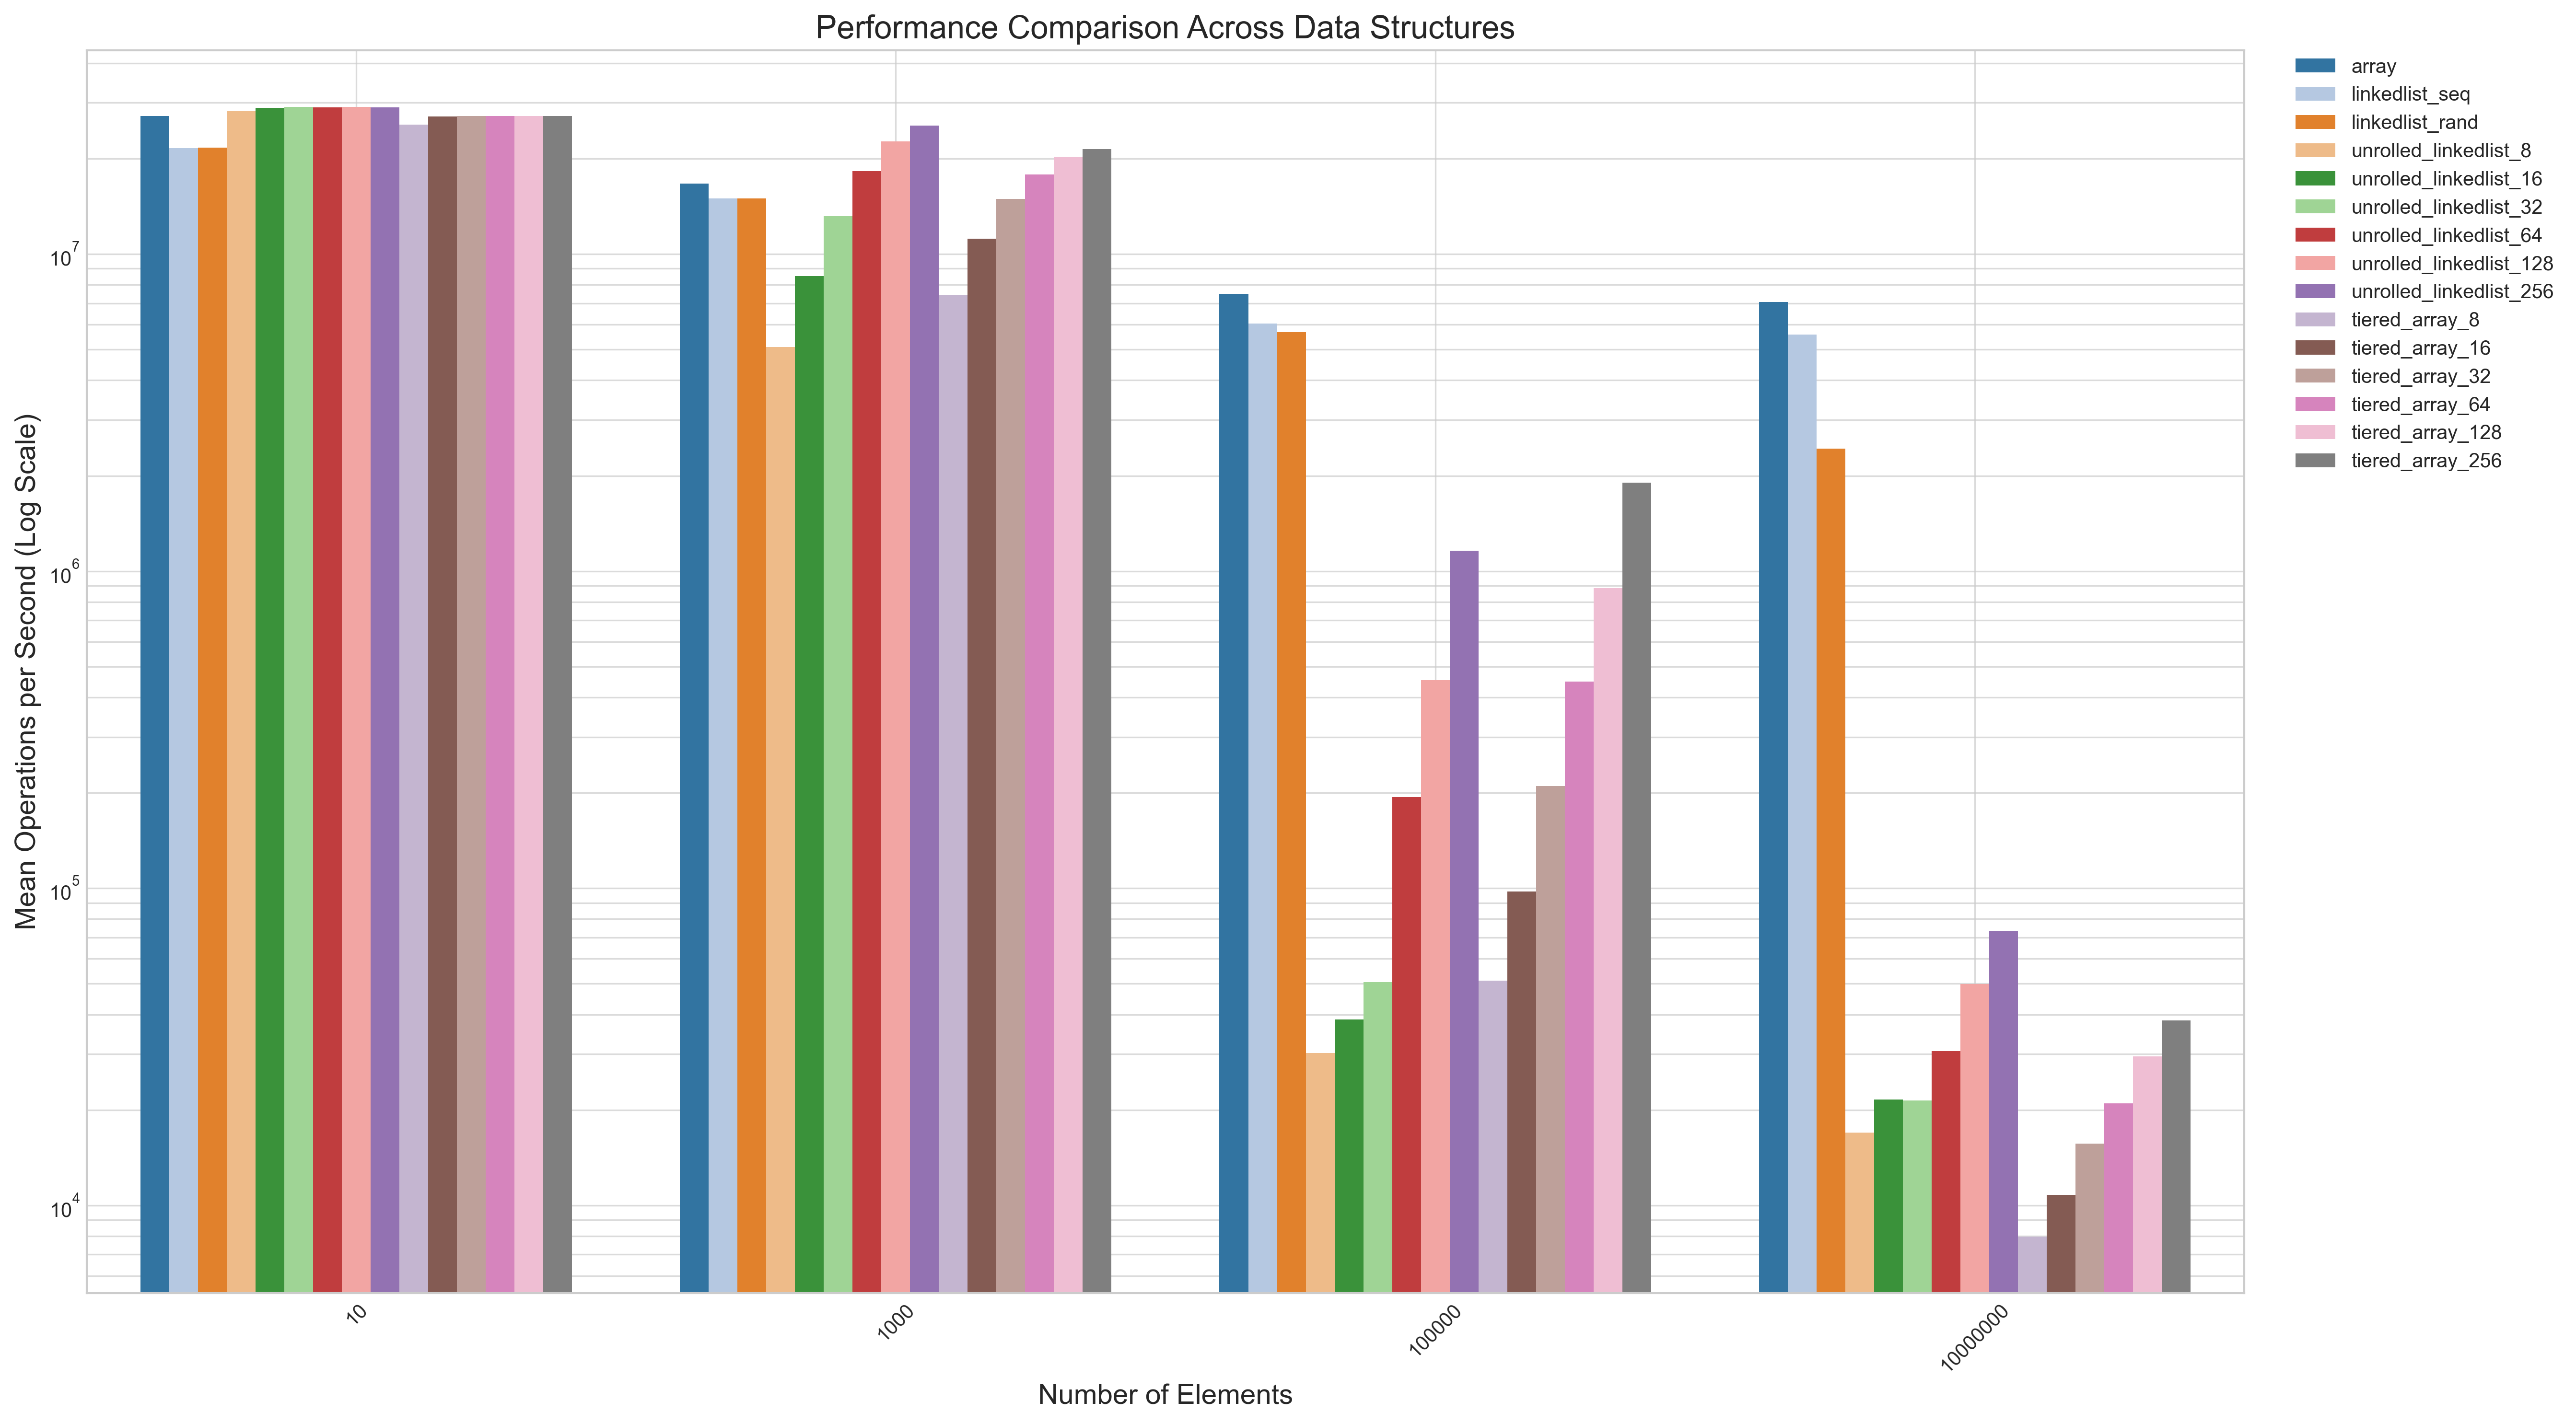 Performance Comparison Across Data Structures
Mean Operations per Second (Log Scale)
10^7
10^6
10^5
10^4
10
1000
100000
10000000
Number of Elements
array
linkedlist_seq
linkedlist_rand
unrolled_linkedlist_8
unrolled_linkedlist_16
unrolled_linkedlist_32
unrolled_linkedlist_64
unrolled_linkedlist_128
unrolled_linkedlist_256
tiered_array_8
tiered_array_16
tiered_array_32
tiered_array_64
tiered_array_128
tiered_array_256